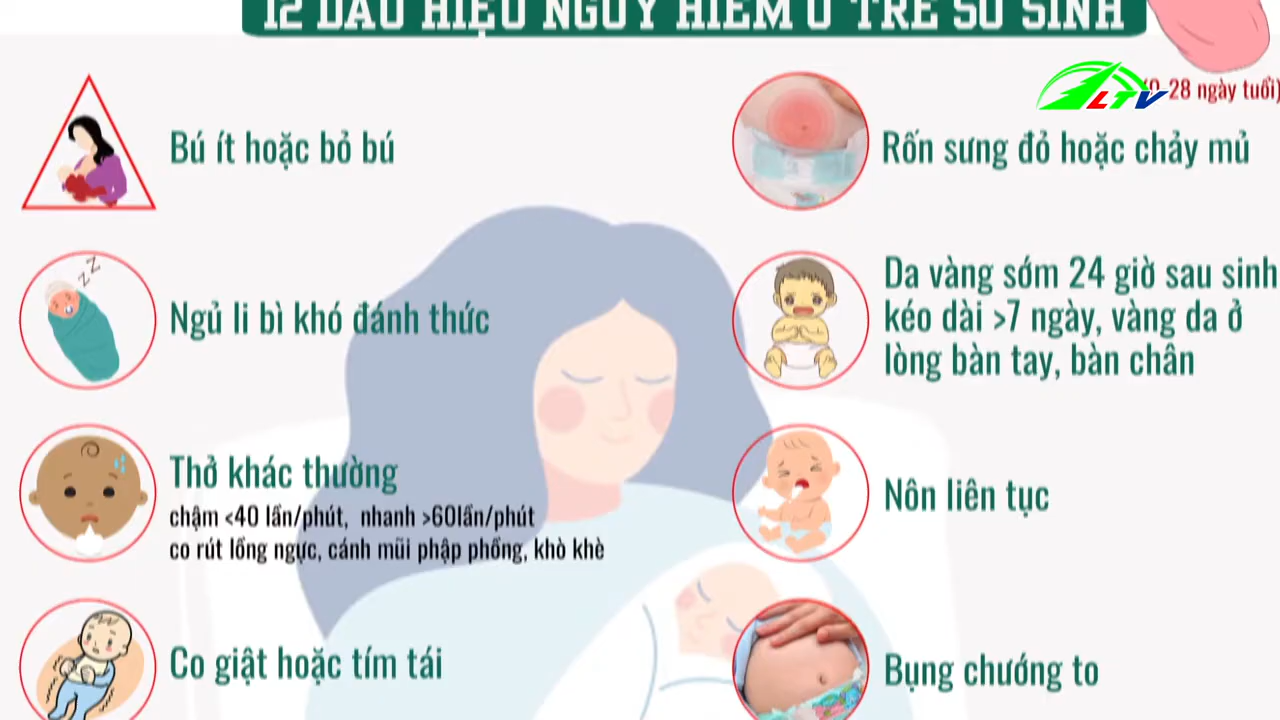 12 DẤU HIỆU NGUY HIỂM Ở TRẺ SƠ SINH
LTV
28 ngày tuổi)
Bú ít hoặc bỏ bú
Ngủ li bì khó đánh thức
Thở khác thường
chậm <40 lần/phút, nhanh >60lần/phút
co rút lồng ngực, cánh mũi phập phồng, khò khè
Co giật hoặc tím tái
Rốn sưng đỏ hoặc chảy mủ
Da vàng sớm 24 giờ sau sinh
kéo dài >7 ngày, vàng da ở
lòng bàn tay, bàn chân
Nôn liên tục
Bụng chướng to